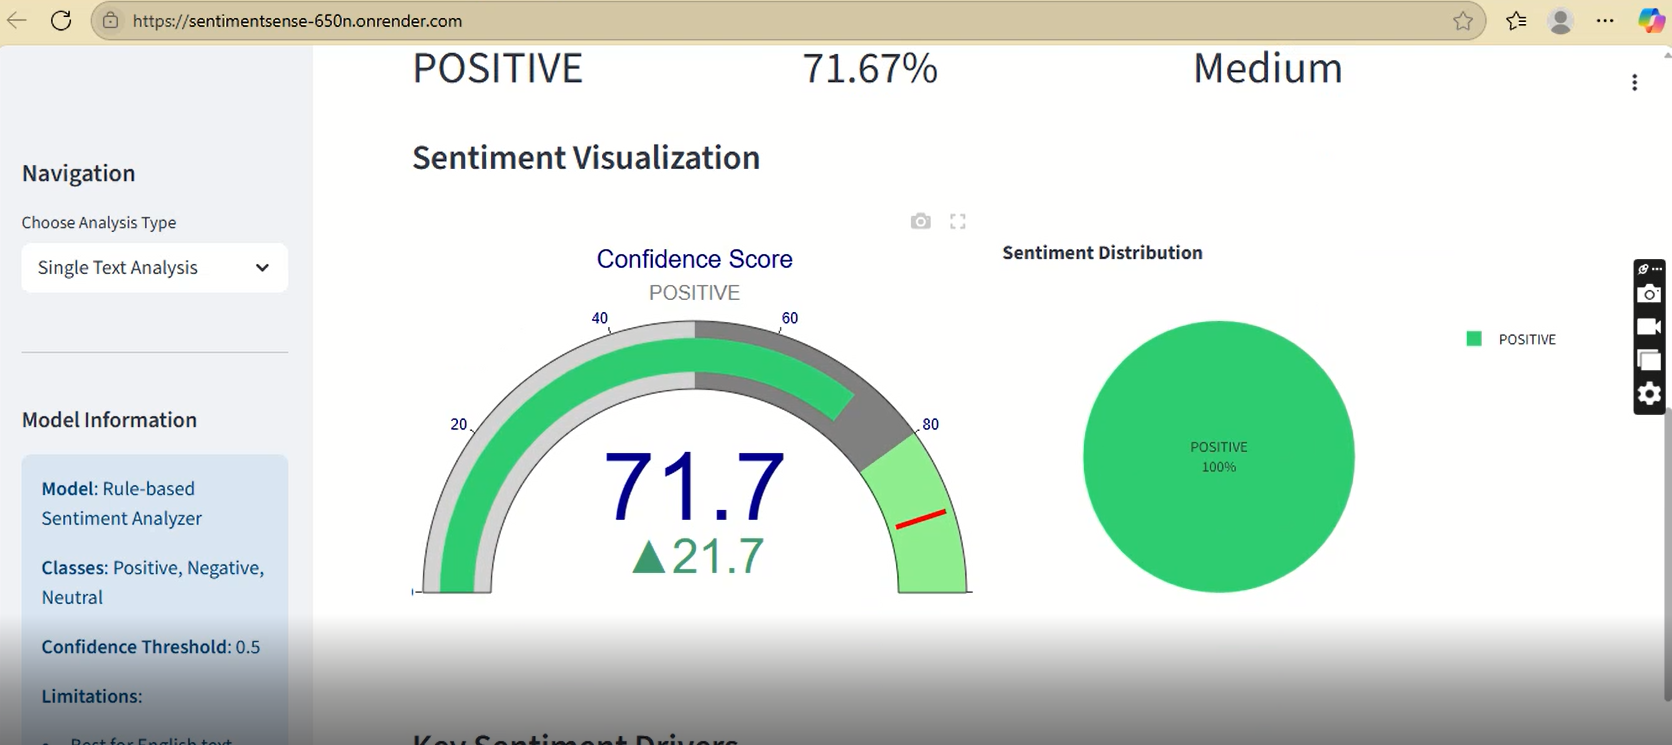 https://sentimentsense-650n.onrender.com
POSITIVE 71.67% Medium
Navigation
Choose Analysis Type
Single Text Analysis
Model Information
Model: Rule-based
Sentiment Analyzer
Classes: Positive, Negative,
Neutral
Confidence Threshold: 0.5
Limitations:
Best for English text
Sentiment Visualization
Confidence Score
POSITIVE
20
40
60
80
71.7
▲21.7
Sentiment Distribution
POSITIVE
100%
POSITIVE
Key Sentiment Drivers